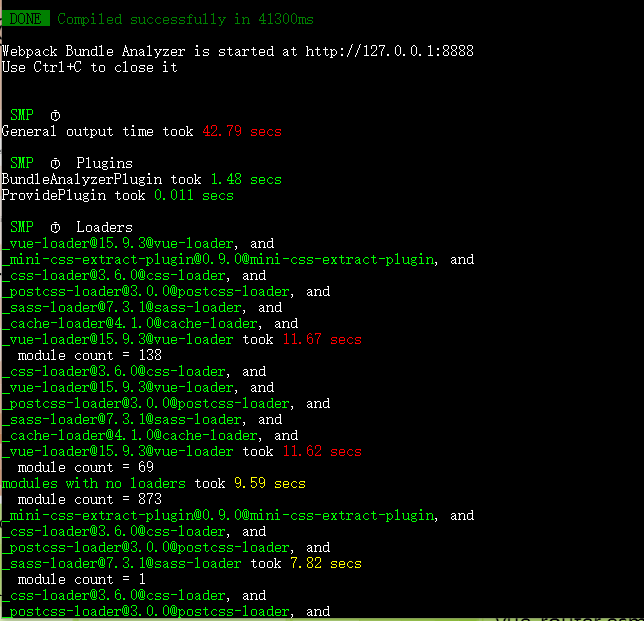 DONE Compiled successfully in 41300ms
Webpack Bundle Analyzer is started at http://127.0.0.1:8888
Use Ctrl+C to close it
SMP ⏱
General output time took 42.79 secs
SMP ⏱ Plugins
BundleAnalyzerPlugin took 1.48 secs
ProvidePlugin took 0.011 secs
SMP ⏱ Loaders
_vue-loader@15.9.3@vue-loader, and
_mini-css-extract-plugin@0.9.0@mini-css-extract-plugin, and
_css-loader@3.6.0@css-loader, and
_postcss-loader@3.0.0@postcss-loader, and
_sass-loader@7.3.1@sass-loader, and
_cache-loader@4.1.0@cache-loader, and
_vue-loader@15.9.3@vue-loader took 11.67 secs
module count = 138
_css-loader@3.6.0@css-loader, and
_vue-loader@15.9.3@vue-loader, and
_postcss-loader@3.0.0@postcss-loader, and
_sass-loader@7.3.1@sass-loader, and
_cache-loader@4.1.0@cache-loader, and
_vue-loader@15.9.3@vue-loader took 11.62 secs
module count = 69
modules with no loaders took 9.59 secs
module count = 873
_mini-css-extract-plugin@0.9.0@mini-css-extract-plugin, and
_css-loader@3.6.0@css-loader, and
_postcss-loader@3.0.0@postcss-loader, and
_sass-loader@7.3.1@sass-loader took 7.82 secs
module count = 1
_css-loader@3.6.0@css-loader, and
_postcss-loader@3.0.0@postcss-loader, and